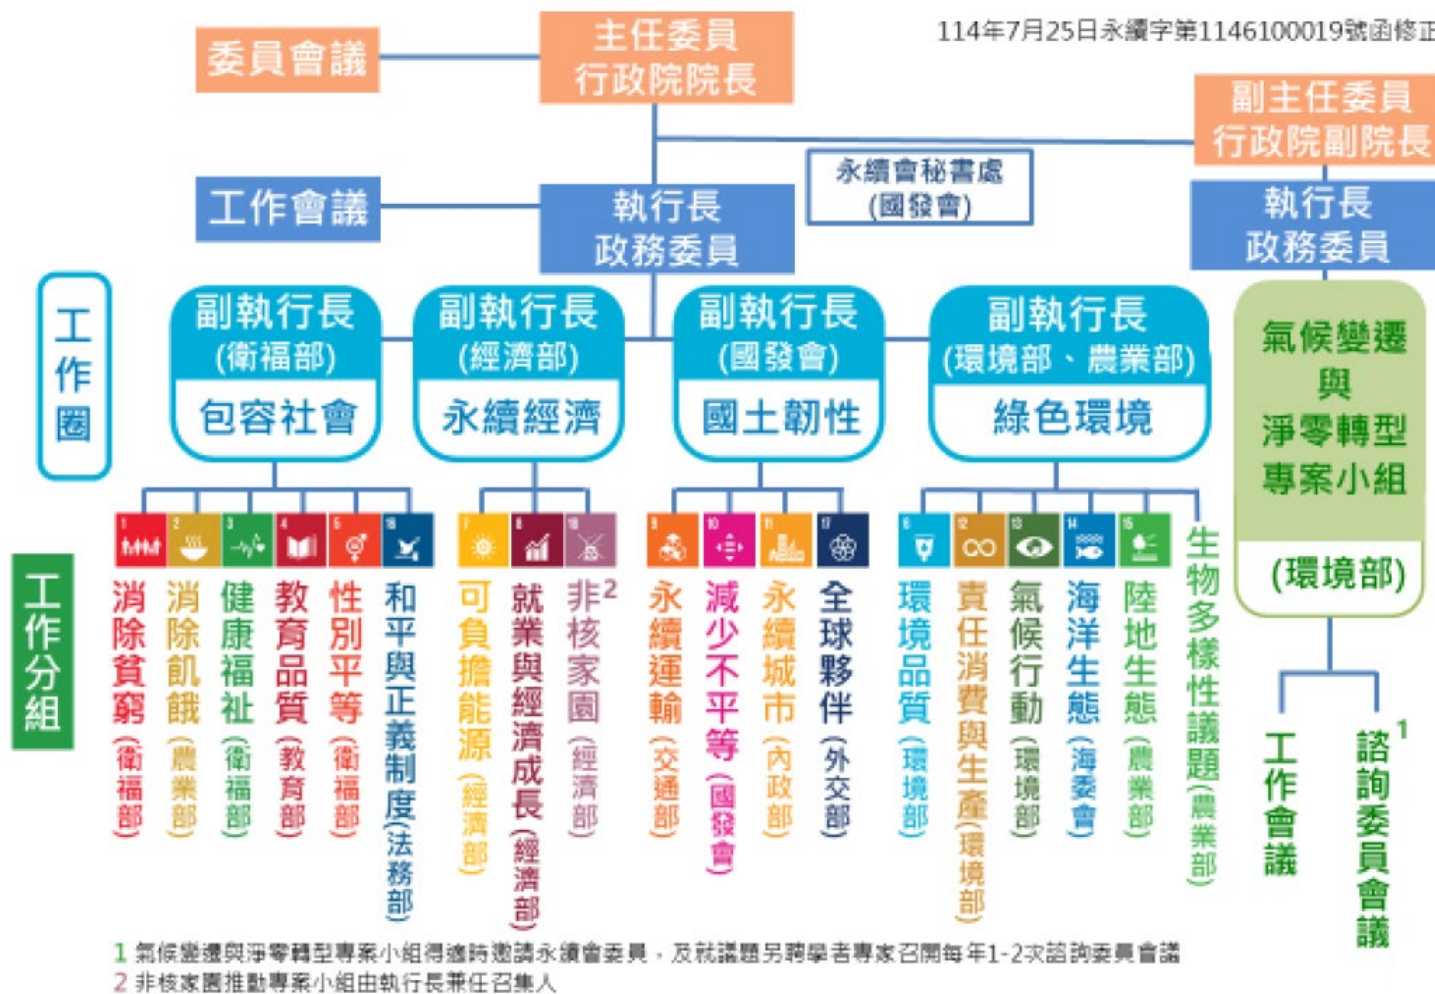 114年7月25日永續字第1146100019號函修正
委員會議
主任委員
行政院院長
副主任委員
行政院副院長
永續會秘書處
(國發會)
工作會議
執行長
政務委員
執行長
政務委員
工作圈
副執行長
(衛福部)
包容社會
副執行長
(經濟部)
永續經濟
副執行長
(國發會)
國土韌性
副執行長
(環境部、農業部)
綠色環境
氣候變遷
與
淨零轉型
專案小組
(環境部)
工作分組
1
消除貧窮(衛福部)
2
消除飢餓(農業部)
3
健康福祉(衛福部)
4
教育品質(教育部)
5
性別平等(衛福部)
16
和平與正義制度(法務部)
7
可負擔能源(經濟部)
8
就業與經濟成長(經濟部)
18
非核家園2(經濟部)
9
永續運輸(交通部)
10
減少不平等(國發會)
11
永續城市(內政部)
17
全球夥伴(外交部)
6
環境品質(環境部)
12
責任消費與生產(環境部)
13
氣候行動(環境部)
14
海洋生態(海委會)
15
陸地生態(農業部)
生物多樣性議題(農業部)
工作會議
諮詢委員會議1
1 氣候變遷與淨零轉型專案小組得適時邀請永續會委員，及就議題另聘學者專家召開每年1-2次諮詢委員會議
2 非核家園推動專案小組由執行長兼任召集人